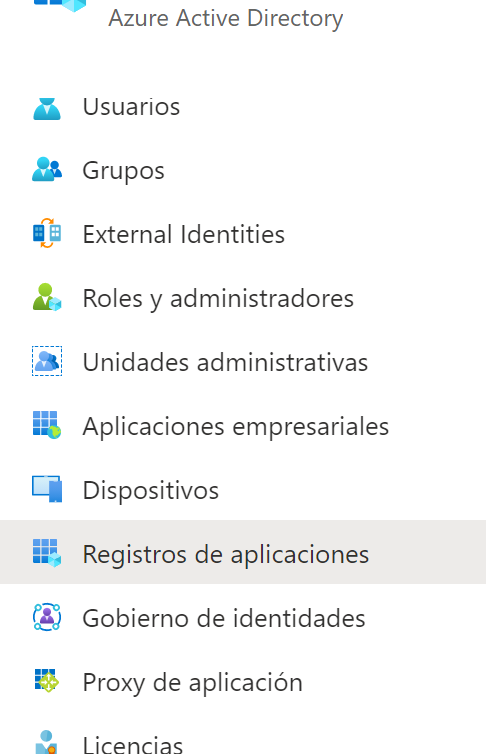 Azure Active Directory
Usuarios
Grupos
External Identities
Roles y administradores
Unidades administrativas
Aplicaciones empresariales
Dispositivos
Registros de aplicaciones
Gobierno de identidades
Proxy de aplicación
Licencias